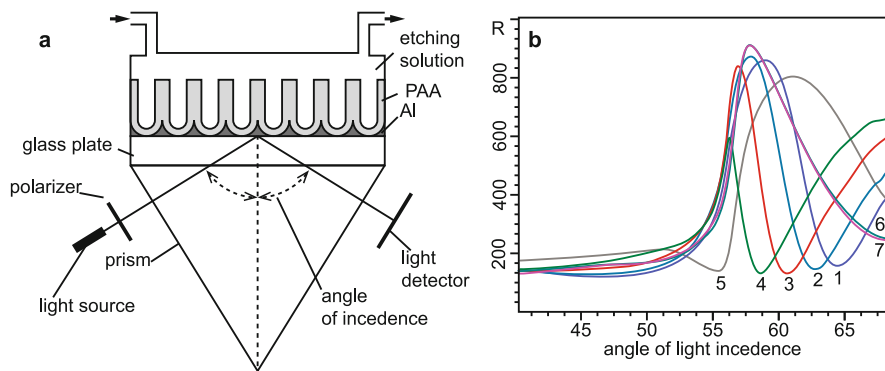 a
etching
solution
PAA
Al
glass plate
polarizer
prism
light source
angle
of incedence
light
detector
b
R
800
600
400
200
5
4
3
2
1
6
7
45
50
55
60
65
angle of light incedence